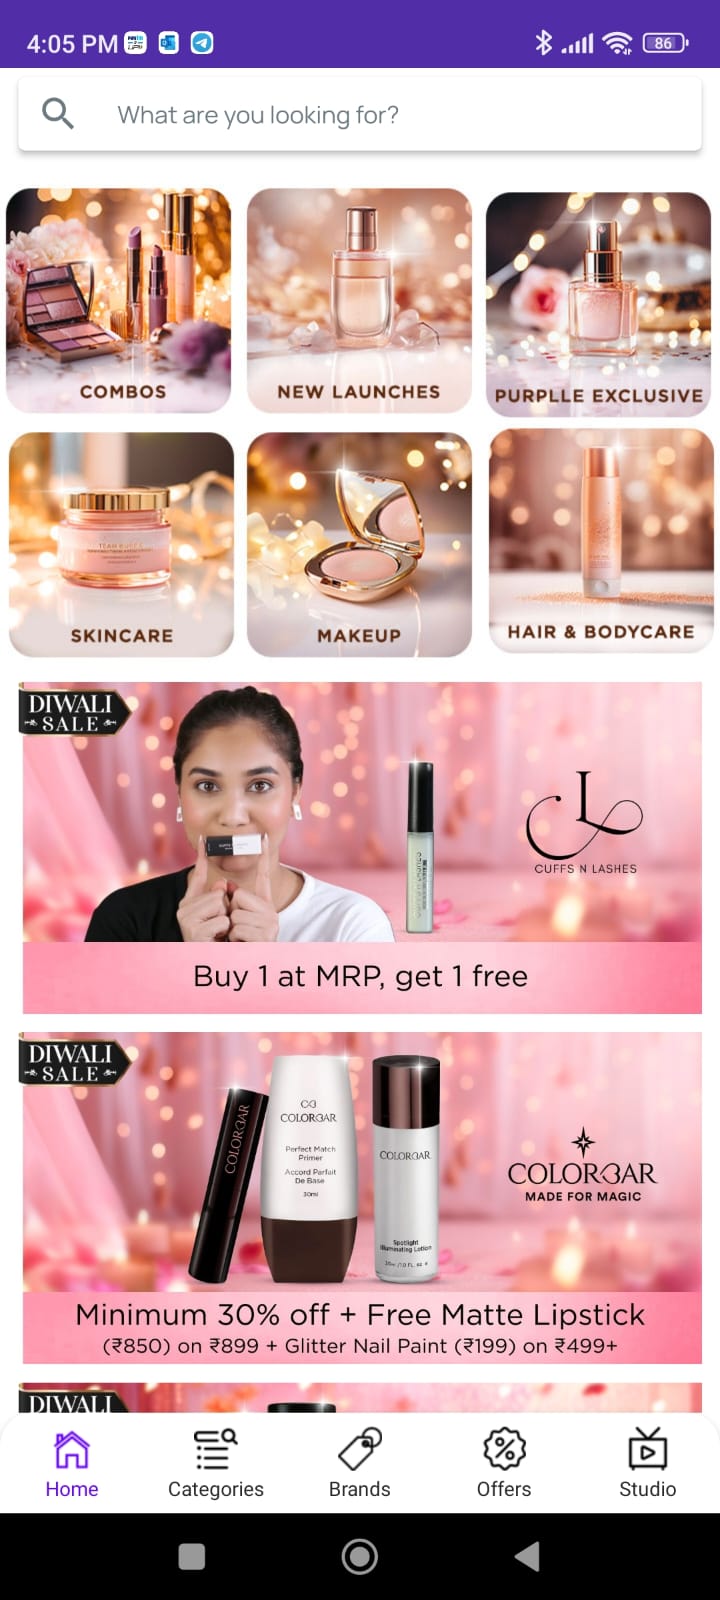 4:05 PM
86
What are you looking for?
COMBOS
NEW LAUNCHES
PURPLLE EXCLUSIVE
SKINCARE
MAKEUP
HAIR & BODYCARE
DIWALI
SALE
CUFFS N LASHES
Buy 1 at MRP, get 1 free
DIWALI
SALE
COLORBAR
COLORBAR
Perfect Match
Primer
Accord Parfait
De Base
30ml
COLORBAR
Spotlight
Illuminating Lotion
COLORBAR
MADE FOR MAGIC
Minimum 30% off + Free Matte Lipstick
(₹850) on ₹899 + Glitter Nail Paint (₹199) on ₹499+
DIWALI
Home
Categories
Brands
Offers
Studio